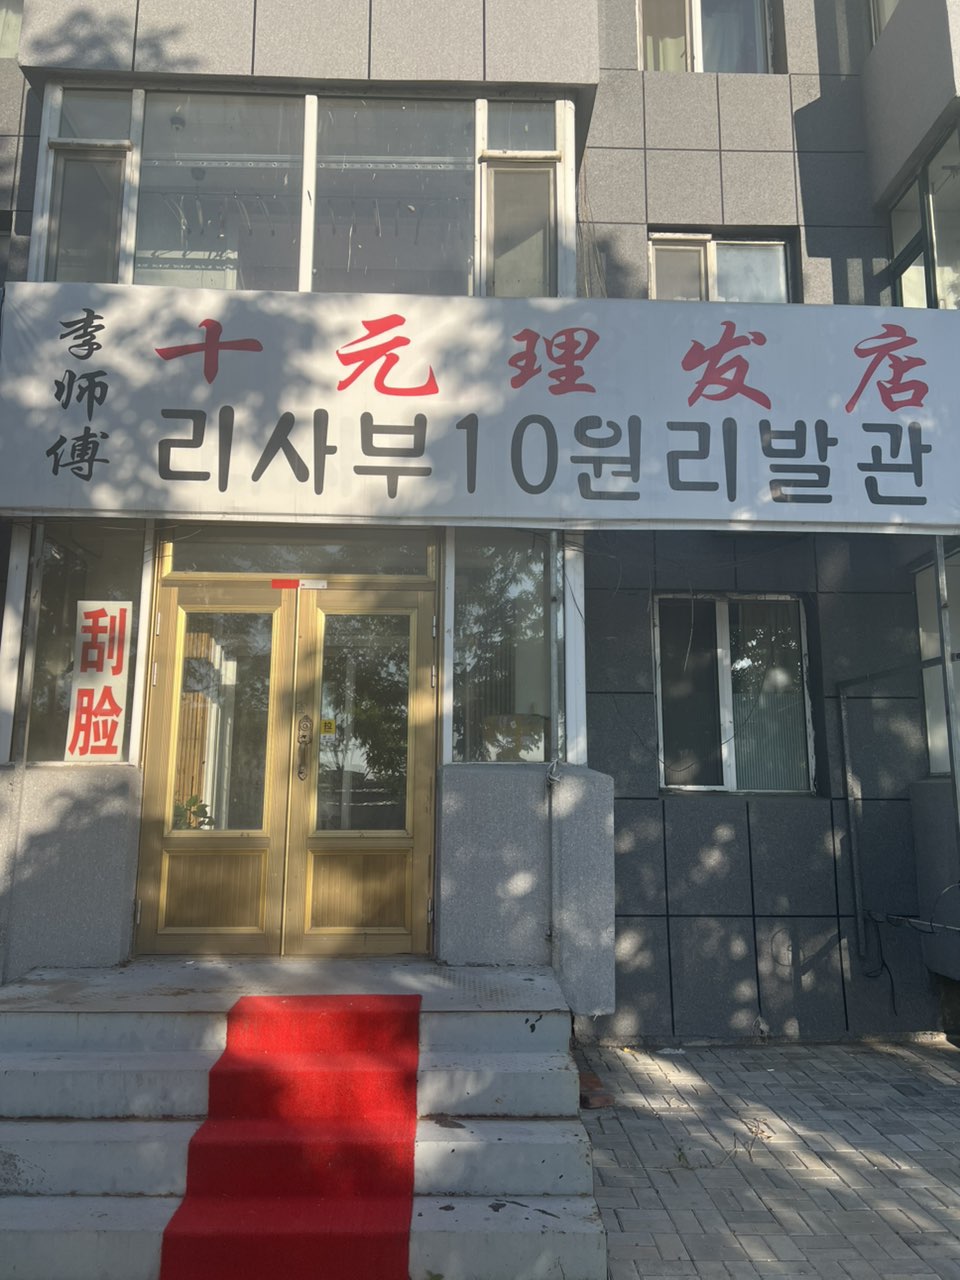 李师傅
十元理发店
리사부10원리발관
刮脸
拉